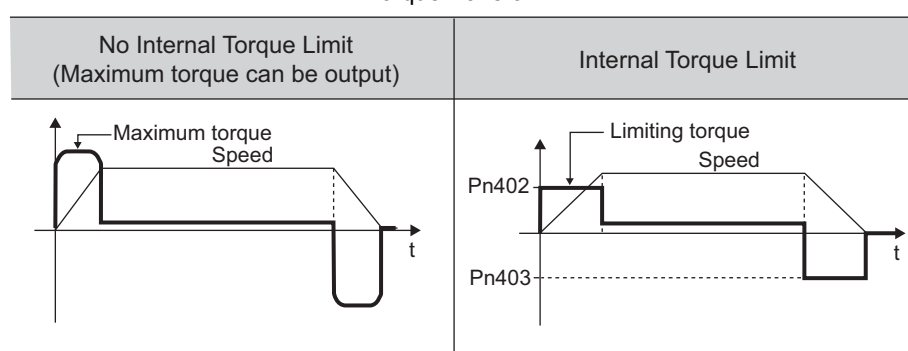 No Internal Torque Limit
(Maximum torque can be output)
Internal Torque Limit
Maximum torque
Speed
t
Limiting torque
Speed
Pn402
t
Pn403